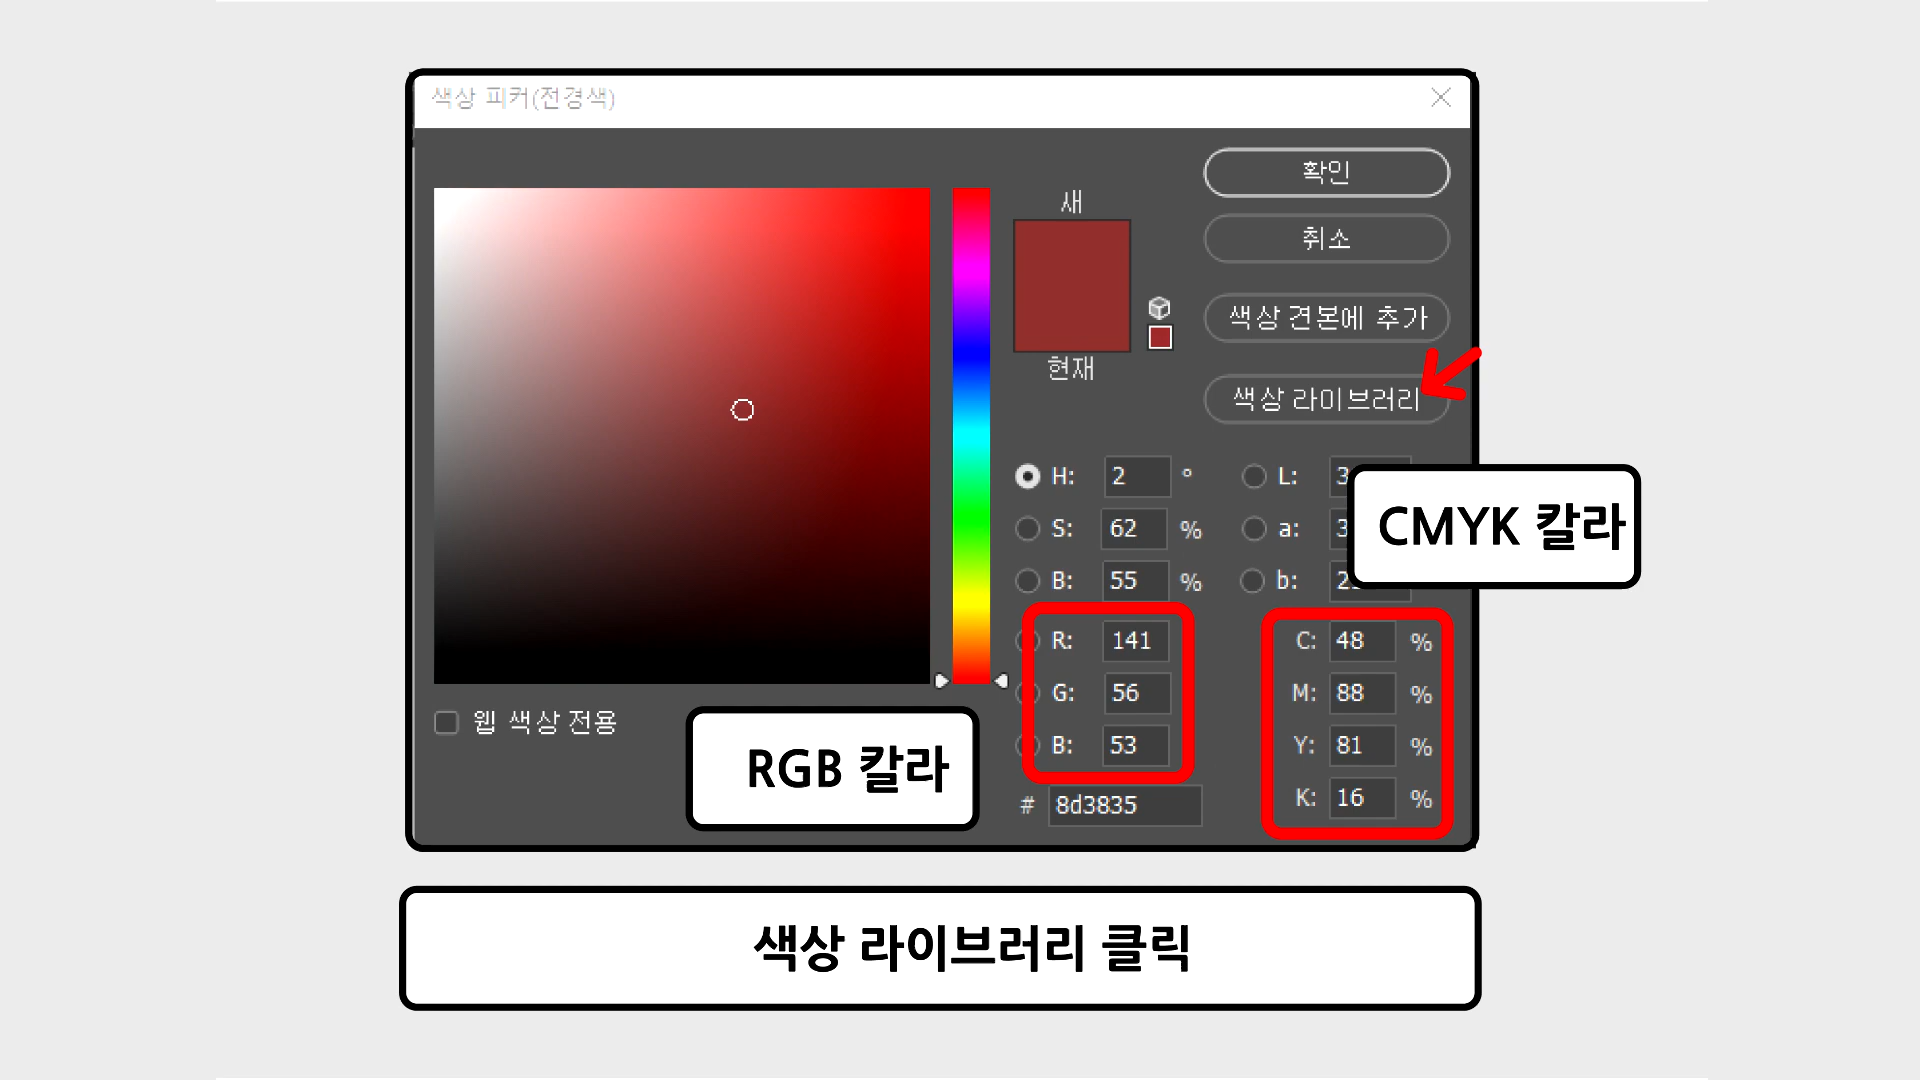 색상 피커(전경색)
확인
새
취소
색상 견본에 추가
현재
색상 라이브러리
H: 2 °
L:
S: 62 %
a:
B: 55 %
b:
CMYK 칼라
R: 141
G: 56
B: 53
# 8d3835
C: 48 %
M: 88 %
Y: 81 %
K: 16 %
웹 색상 전용
RGB 칼라
색상 라이브러리 클릭